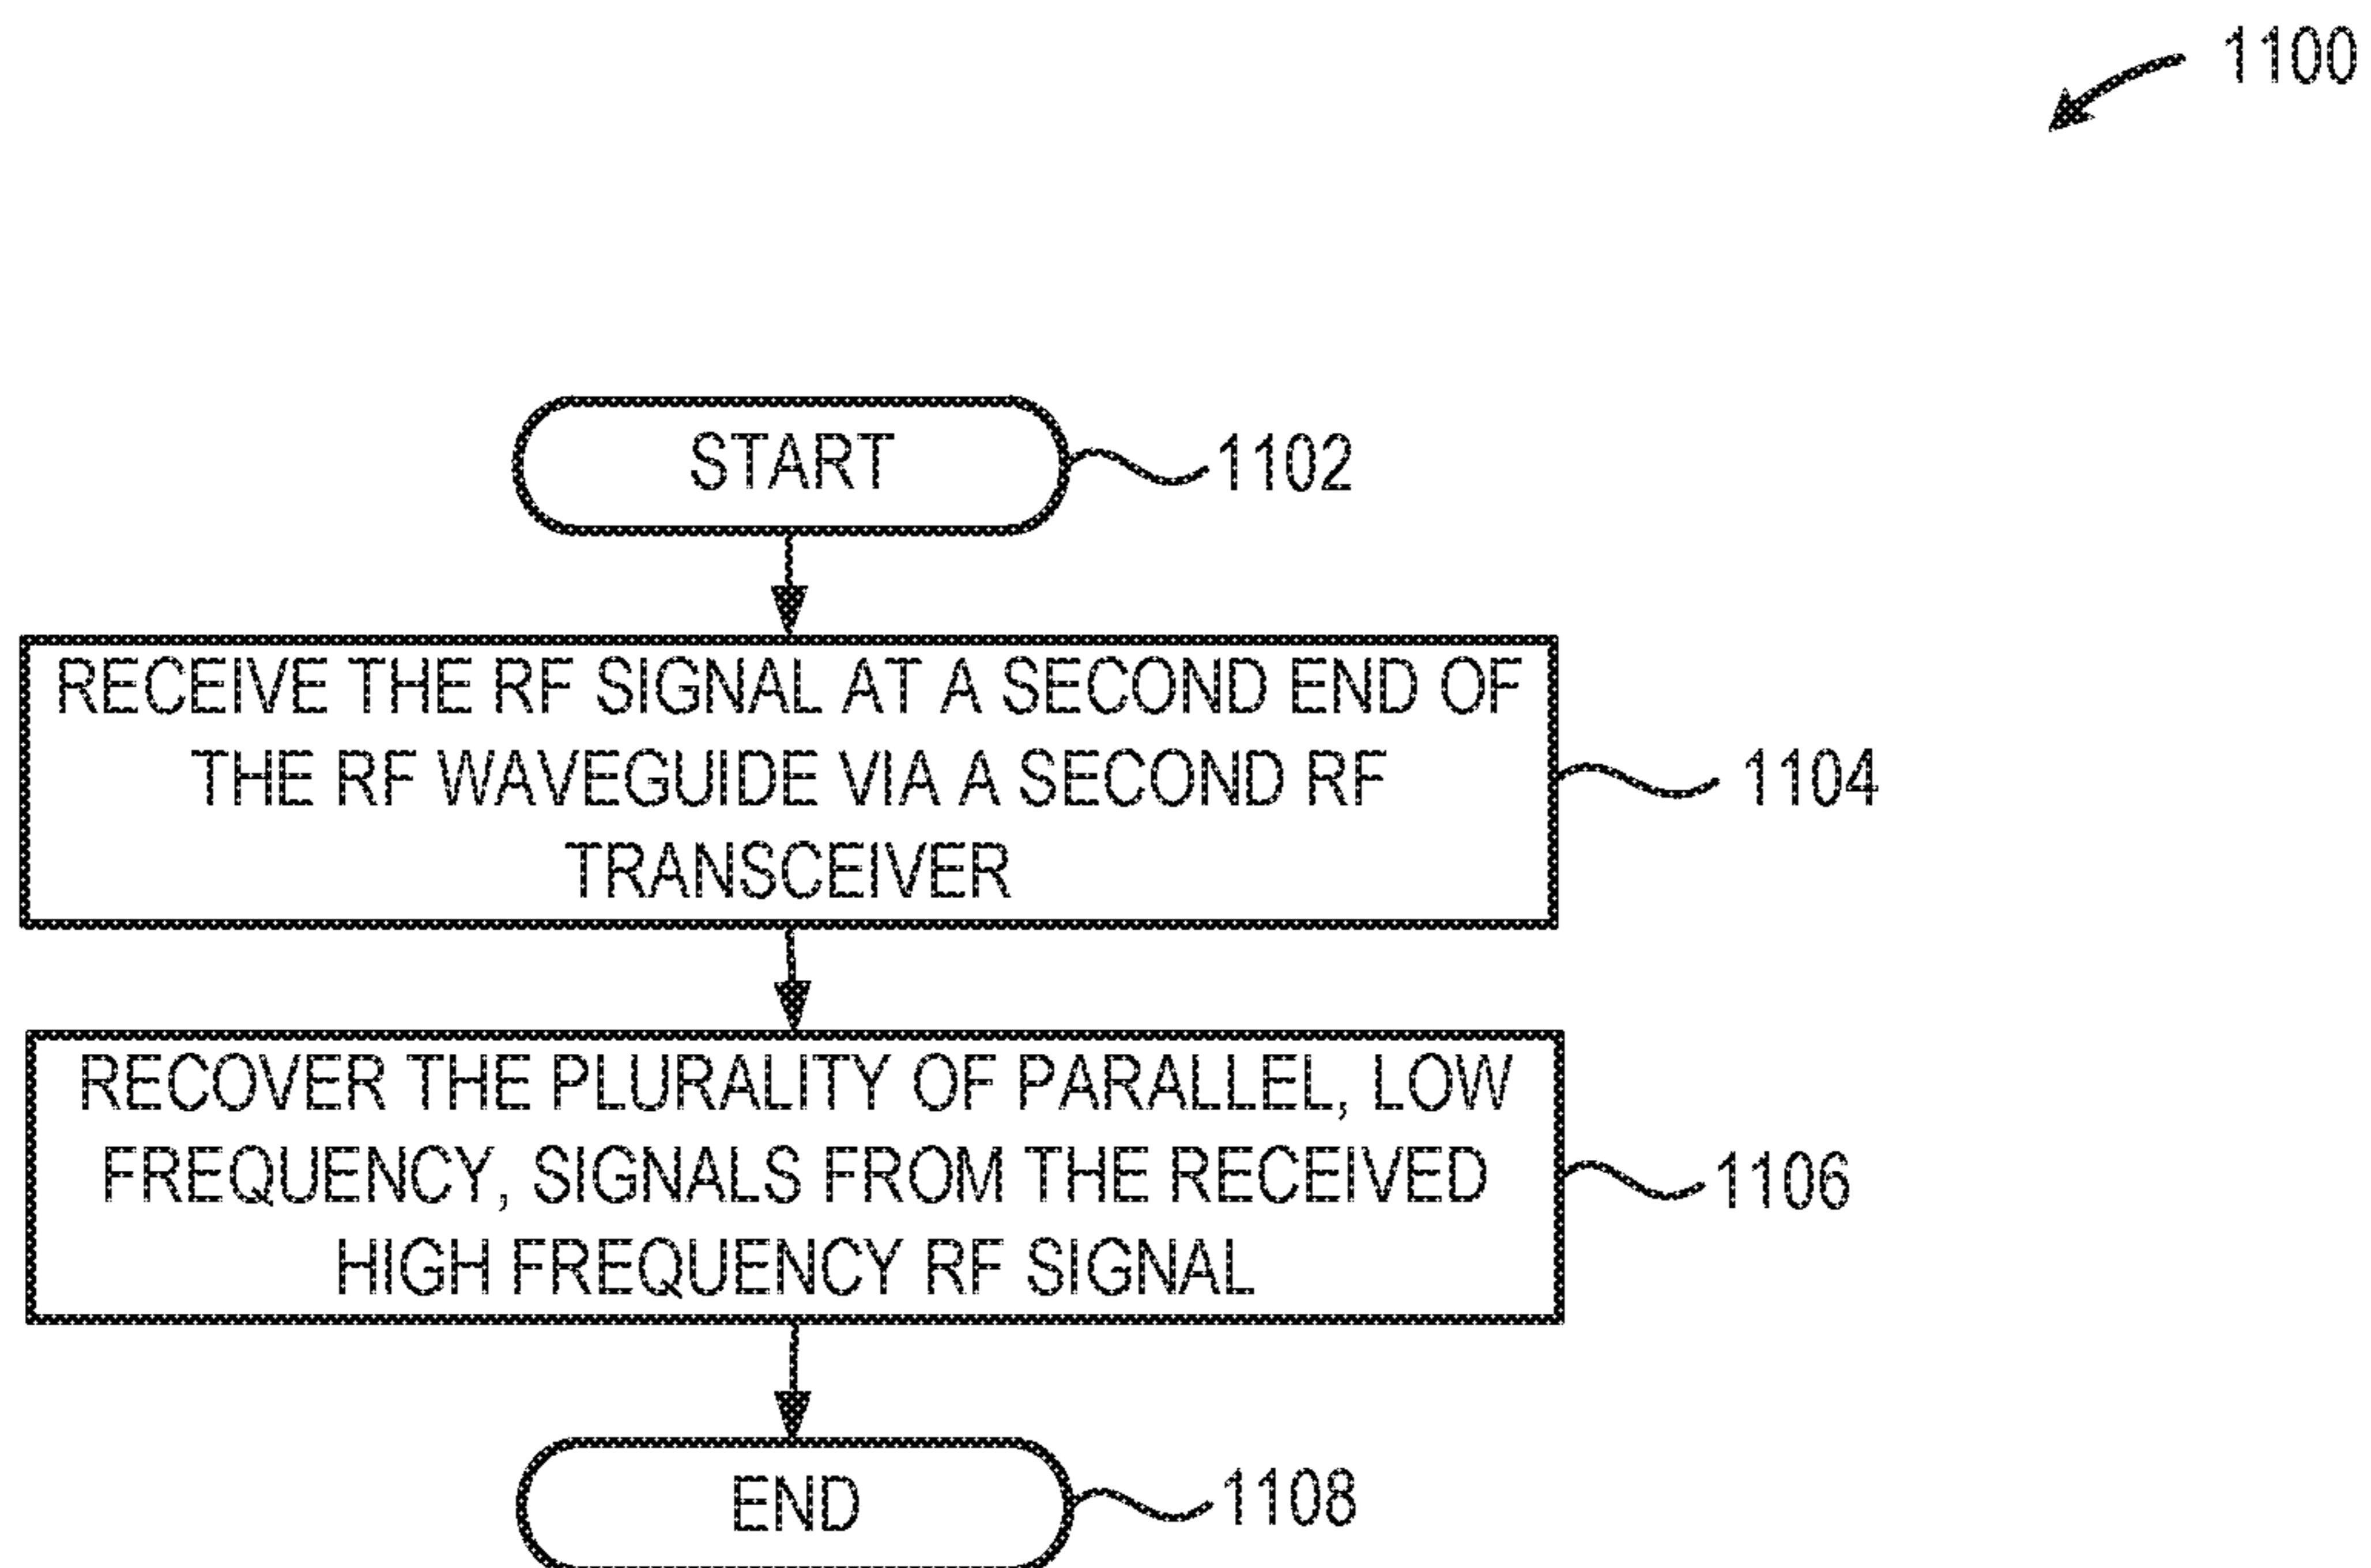 1100
START
1102
RECEIVE THE RF SIGNAL AT A SECOND END OF
THE RF WAVEGUIDE VIA A SECOND RF
TRANSCEIVER
1104
RECOVER THE PLURALITY OF PARALLEL, LOW
FREQUENCY, SIGNALS FROM THE RECEIVED
HIGH FREQUENCY RF SIGNAL
1106
END
1108